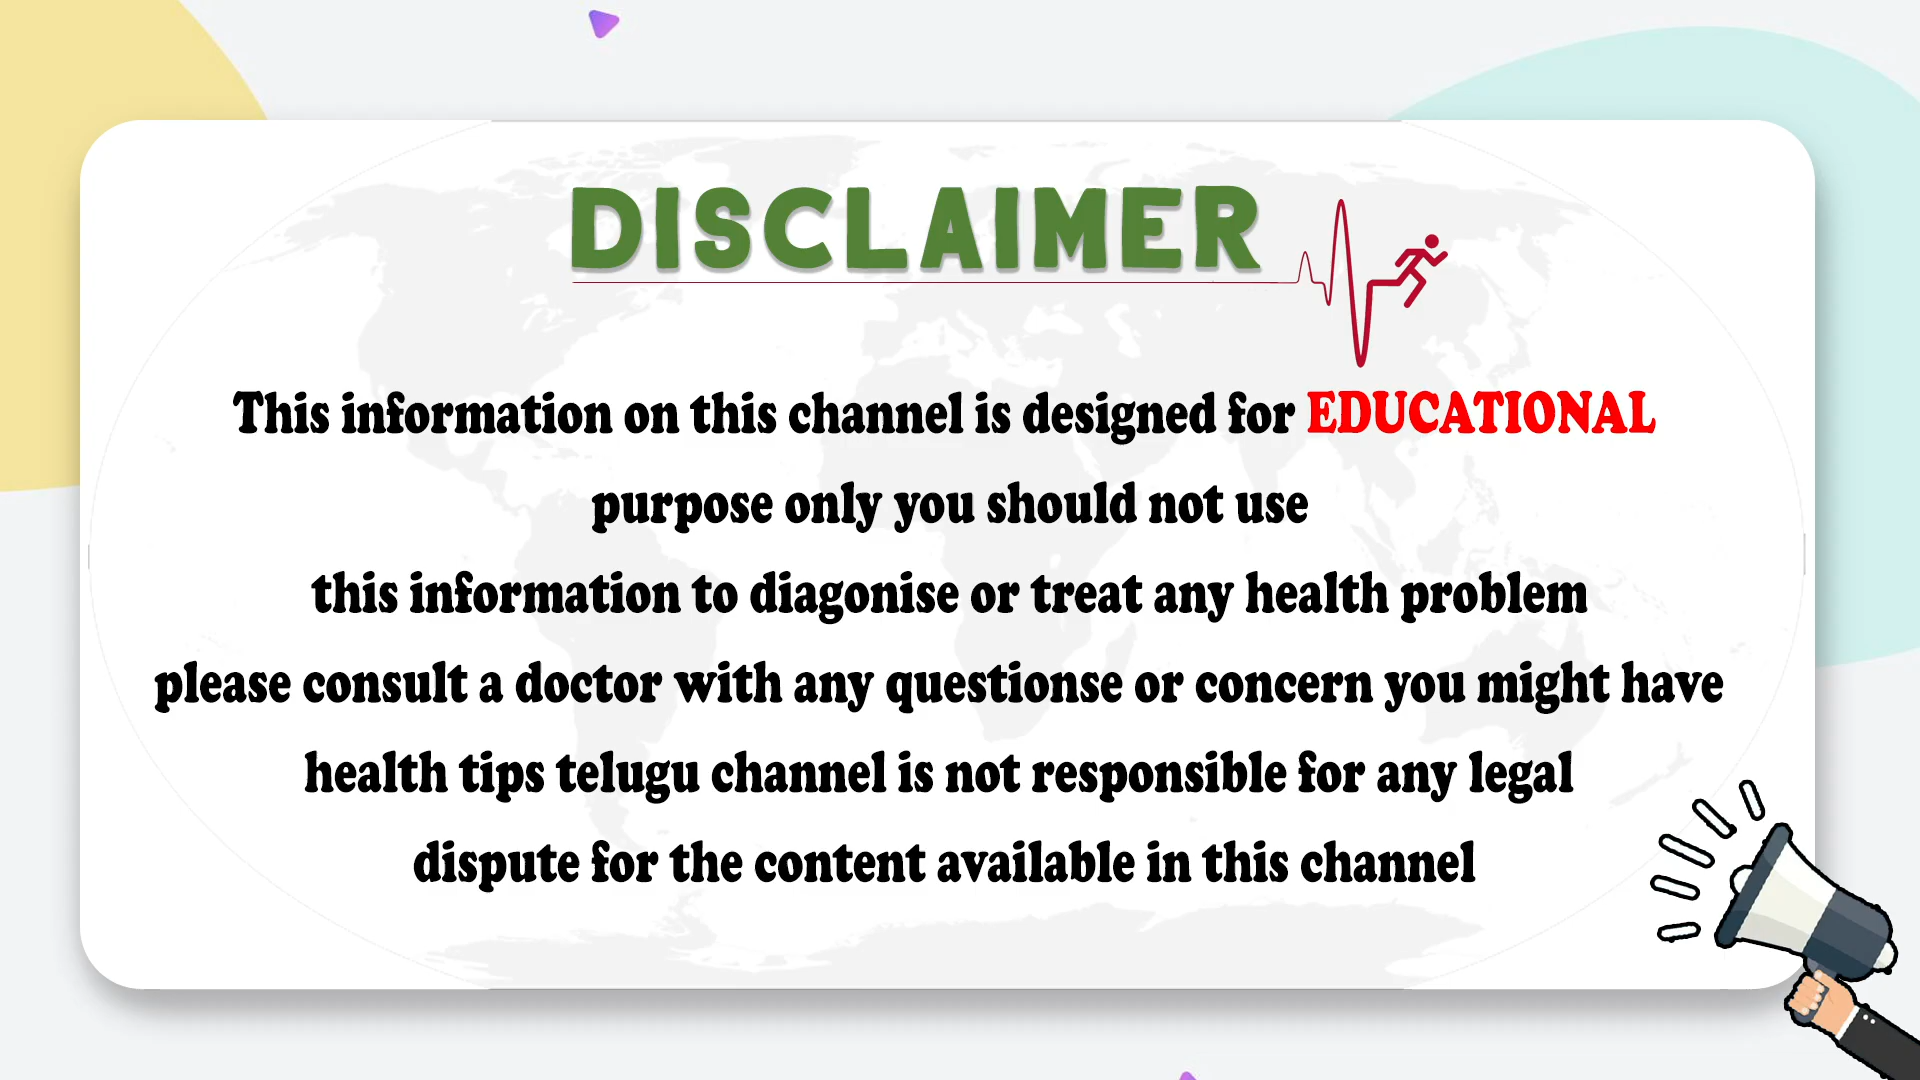 DISCLAIMER
This information on this channel is designed for EDUCATIONAL
purpose only you should not use
this information to diagonise or treat any health problem
please consult a doctor with any questionse or concern you might have
health tips telugu channel is not responsible for any legal
dispute for the content available in this channel